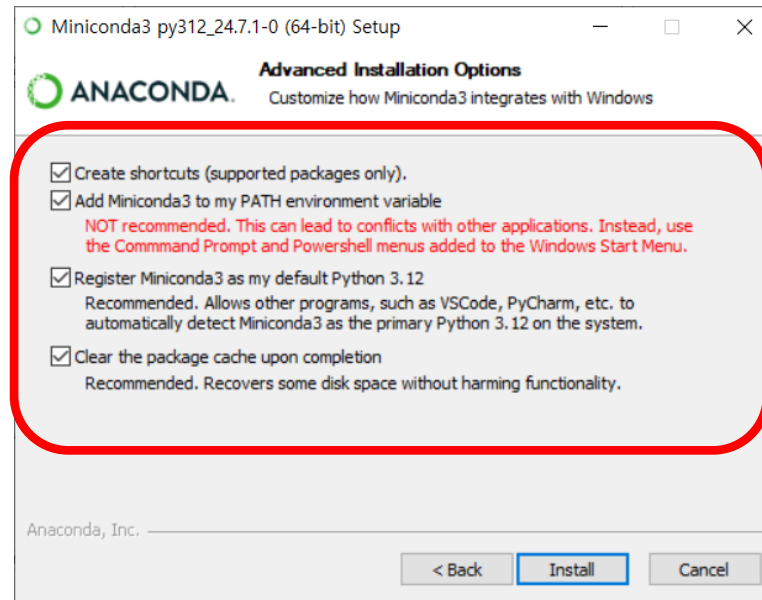 Miniconda3 py312_24.7.1-0 (64-bit) Setup
ANACONDA.
Advanced Installation Options
Customize how Miniconda3 integrates with Windows
Create shortcuts (supported packages only).
Add Miniconda3 to my PATH environment variable
NOT recommended. This can lead to conflicts with other applications. Instead, use
the Commmand Prompt and Powershell menus added to the Windows Start Menu.
Register Miniconda3 as my default Python 3.12
Recommended. Allows other programs, such as VSCode, PyCharm, etc. to
automatically detect Miniconda3 as the primary Python 3.12 on the system.
Clear the package cache upon completion
Recommended. Recovers some disk space without harming functionality.
Anaconda, Inc.
< Back
Install
Cancel